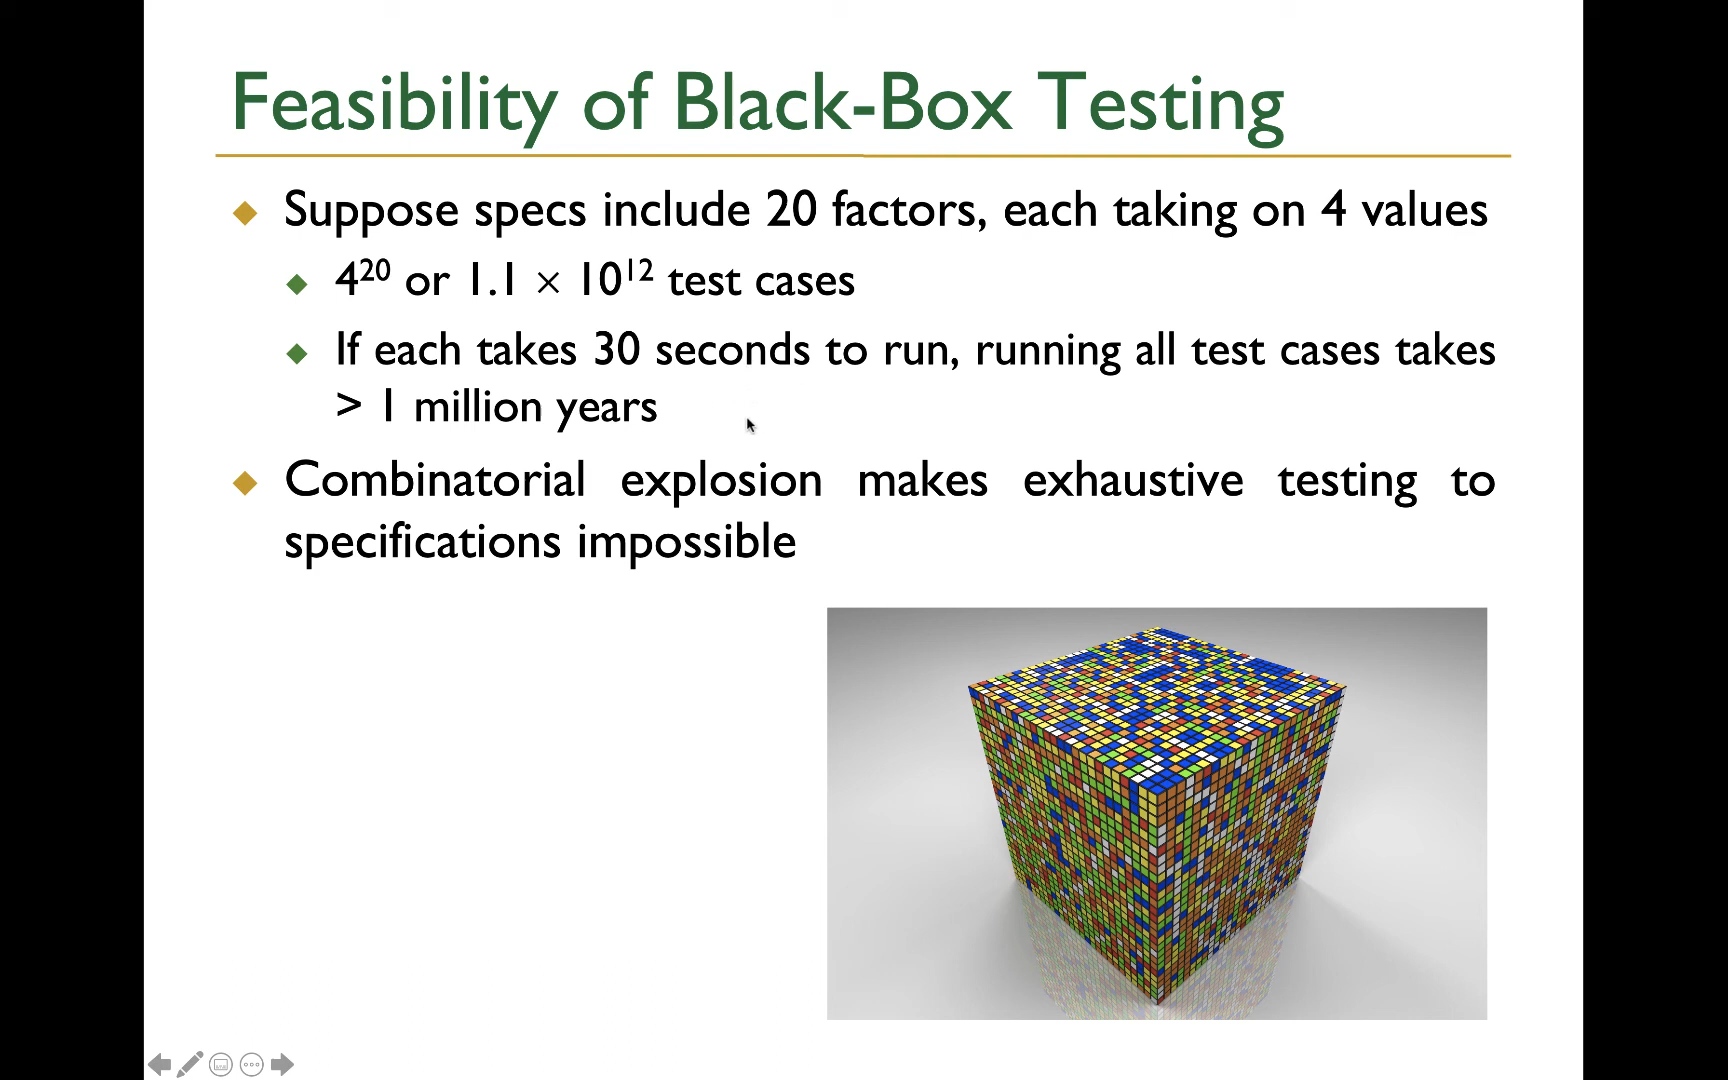 Feasibility of Black-Box Testing
Suppose specs include 20 factors, each taking on 4 values
4²⁰ or 1.1 × 10¹² test cases
If each takes 30 seconds to run, running all test cases takes
> 1 million years
Combinatorial explosion makes exhaustive testing to
specifications impossible